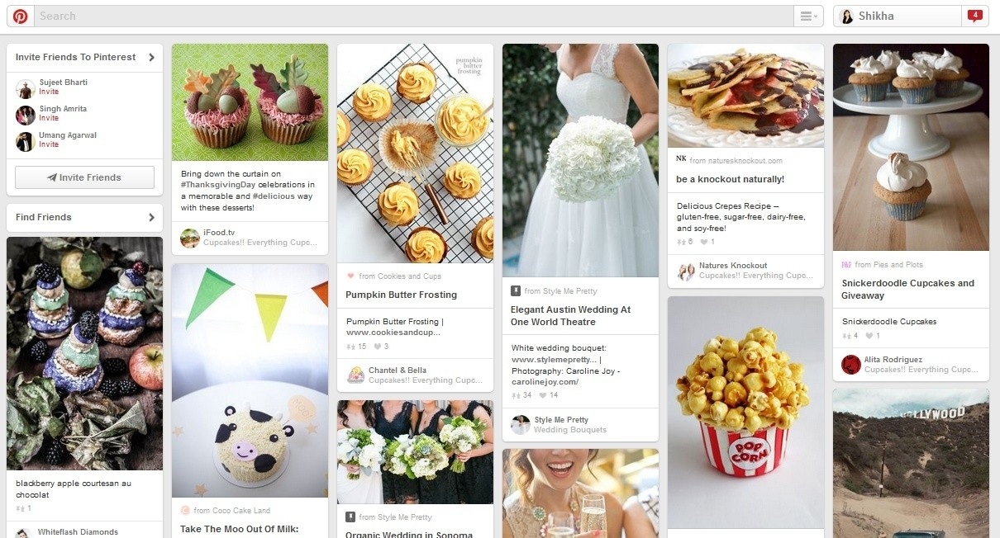 Search
Shikha
4
Invite Friends To Pinterest
Sujeet Bharti
Invite
Singh Amrita
Invite
Umang Agarwal
Invite
Invite Friends
Find Friends
blackberry apple courtesan au
chocolat
1
Whiteflash Diamonds
Bring down the curtain on
#ThanksgivingDay celebrations in
a memorable and #delicious way
with these desserts!
iFood.tv
Cupcakes!! Everything Cupc...
from Coco Cake Land
Take The Moo Out Of Milk:
pumpkin
butter
frosting
from Cookies and Cups
Pumpkin Butter Frosting
Pumpkin Butter Frosting |
www.cookiesandcup...
15 3
Chantel & Bella
Cupcakes!! Everything Cupc...
from Style Me Pretty
Organic Wedding in Sonoma
from Style Me Pretty
Elegant Austin Wedding At
One World Theatre
White wedding bouquet:
www.stylemepretty... |
Photography: Caroline Joy -
carolinejoy.com/
34 14
Style Me Pretty
Wedding Bouquets
NK from naturesknockout.com
be a knockout naturally!
Delicious Crepes Recipe –
gluten-free, sugar-free, dairy-free,
and soy-free!
6 1
Natures Knockout
Cupcakes!! Everything Cupc...
POP
CORN
P&P from Pies and Plots
Snickerdoodle Cupcakes and
Giveaway
Snickerdoodle Cupcakes
4 1
Alita Rodriguez
Cupcakes!! Everything Cupc...
HOLLYWOOD